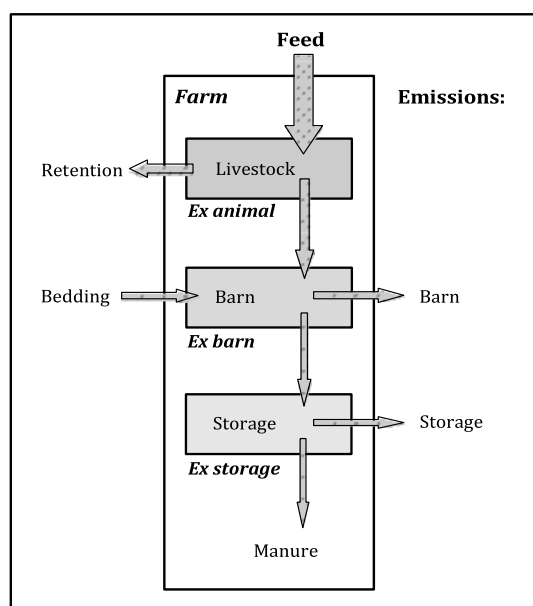 Feed
Farm
Emissions:
Retention
Livestock
Ex animal
Bedding
Barn
Barn
Ex barn
Storage
Storage
Ex storage
Manure